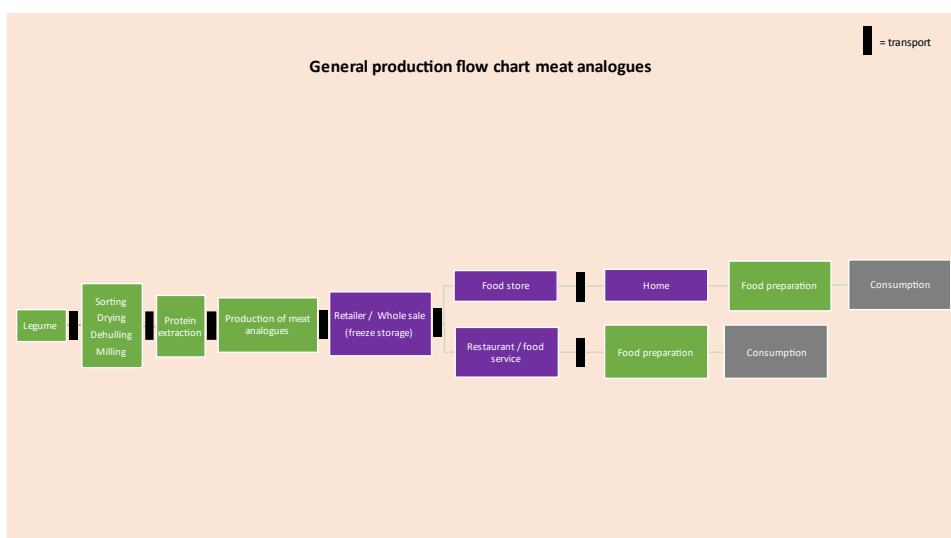 = transport
General production flow chart meat analogues
Legume
Sorting
Drying
Dehulling
Milling
Protein
extraction
Production of meat
analogues
Retailer / Whole sale
(freeze storage)
Food store
Home
Food preparation
Consumption
Restaurant / food
service
Food preparation
Consumption